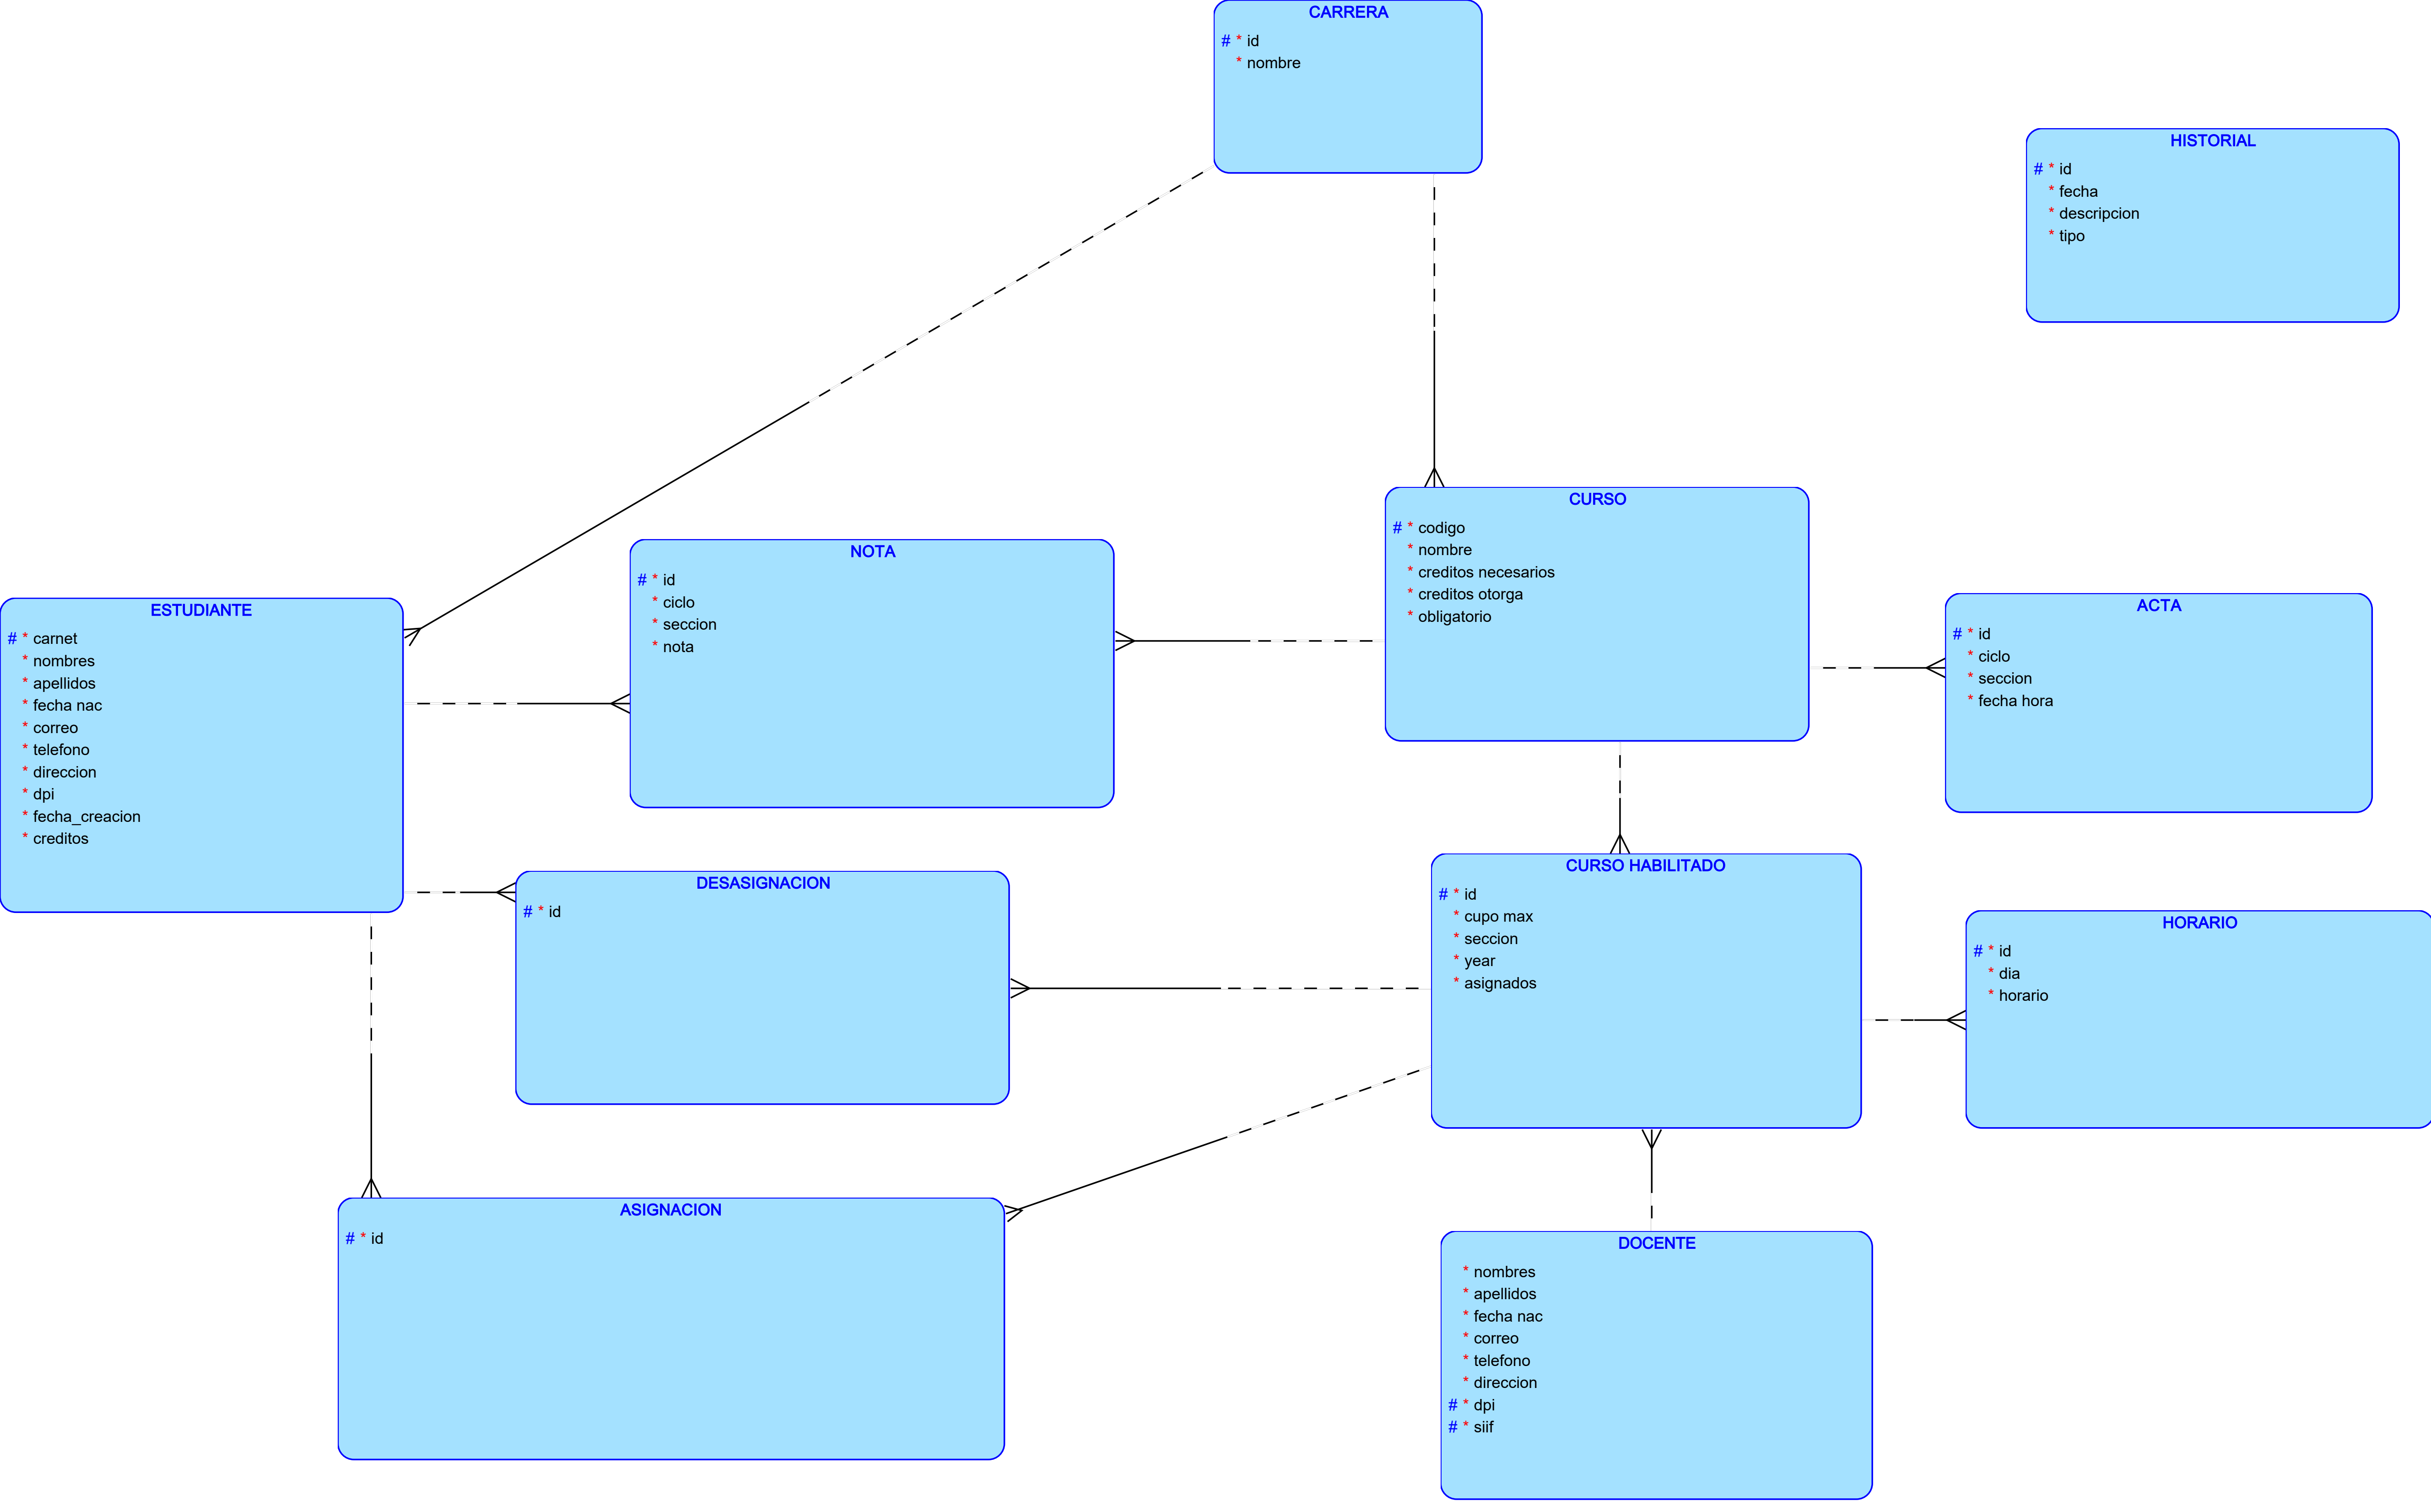 CARRERA
# * id
* nombre
HISTORIAL
# * id
* fecha
* descripcion
* tipo
CURSO
# * codigo
* nombre
* creditos necesarios
* creditos otorga
* obligatorio
NOTA
# * id
* ciclo
* seccion
* nota
ESTUDIANTE
# * carnet
* nombres
* apellidos
* fecha nac
* correo
* telefono
* direccion
* dpi
* fecha_creacion
* creditos
ACTA
# * id
* ciclo
* seccion
* fecha hora
DESASIGNACION
# * id
CURSO HABILITADO
# * id
* cupo max
* seccion
* year
* asignados
HORARIO
# * id
* dia
* horario
ASIGNACION
# * id
DOCENTE
* nombres
* apellidos
* fecha nac
* correo
* telefono
* direccion
# * dpi
# * siif